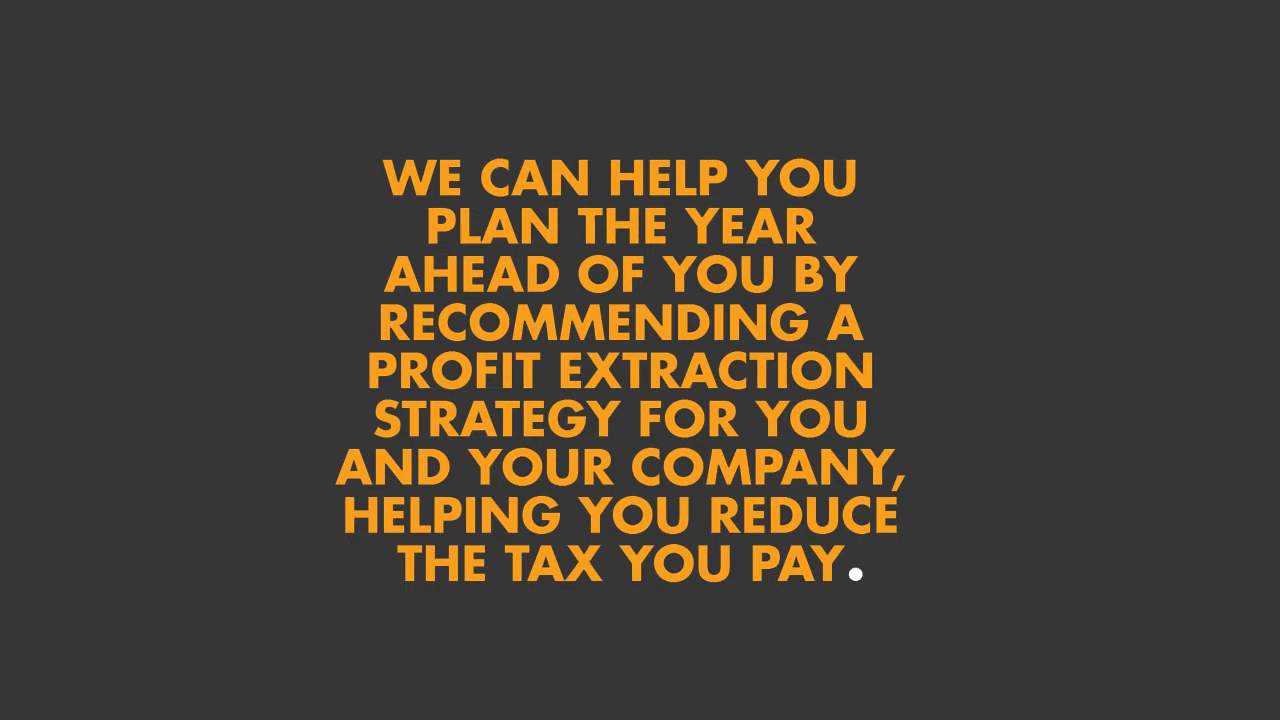 WE CAN HELP YOU
PLAN THE YEAR
AHEAD OF YOU BY
RECOMMENDING A
PROFIT EXTRACTION
STRATEGY FOR YOU
AND YOUR COMPANY,
HELPING YOU REDUCE
THE TAX YOU PAY.